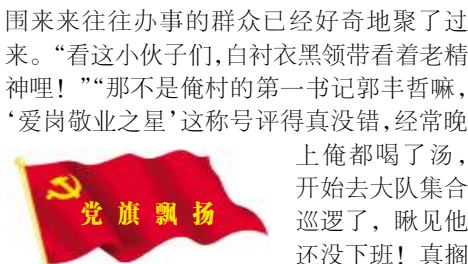 围来来往往办事的群众已经好奇地聚了过
来。“看这小伙子们,白衬衣黑领带看着老精
神哩！”“那不是俺村的第一书记郭丰哲嘛，
‘爱岗敬业之星’这称号评得真没错,经常晚
上俺都喝了汤，
开始去大队集合
巡逻了，瞅见他
还没下班！真搁
党旗飘扬